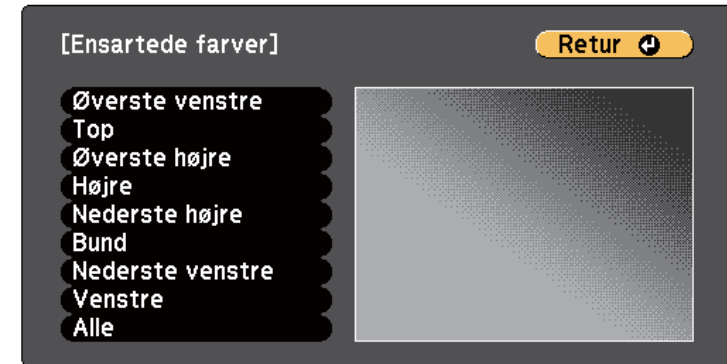 [Ensartede farver]
Retur
Øverste venstre
Top
Øverste højre
Højre
Nederste højre
Bund
Nederste venstre
Venstre
Alle